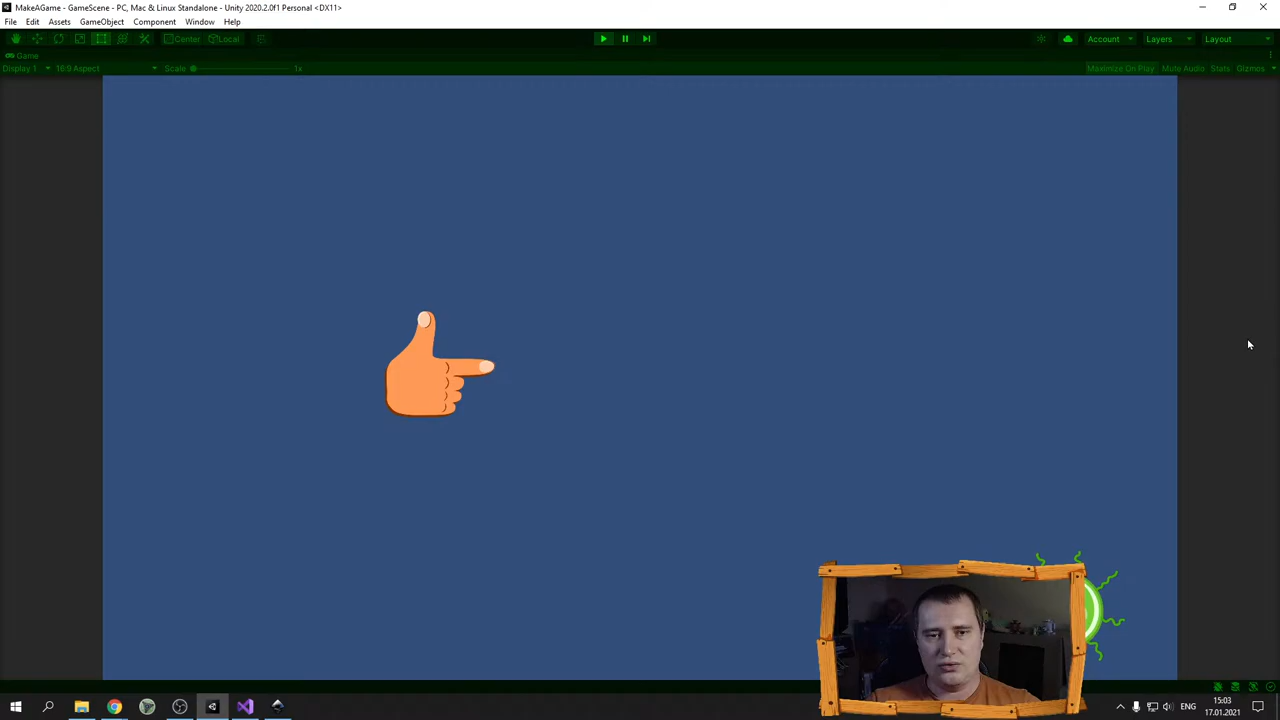 MakeAGame - GameScene - PC, Mac & Linux Standalone - Unity 2020.2.0f1 Personal <DX11>
File Edit Assets GameObject Component Window Help
Center Local Account Layers Layout
Game
Display 1 16:9 Aspect Scale 1x Maximize On Play Mute Audio Stats Gizmos
ENG 15:03
17.01.2021